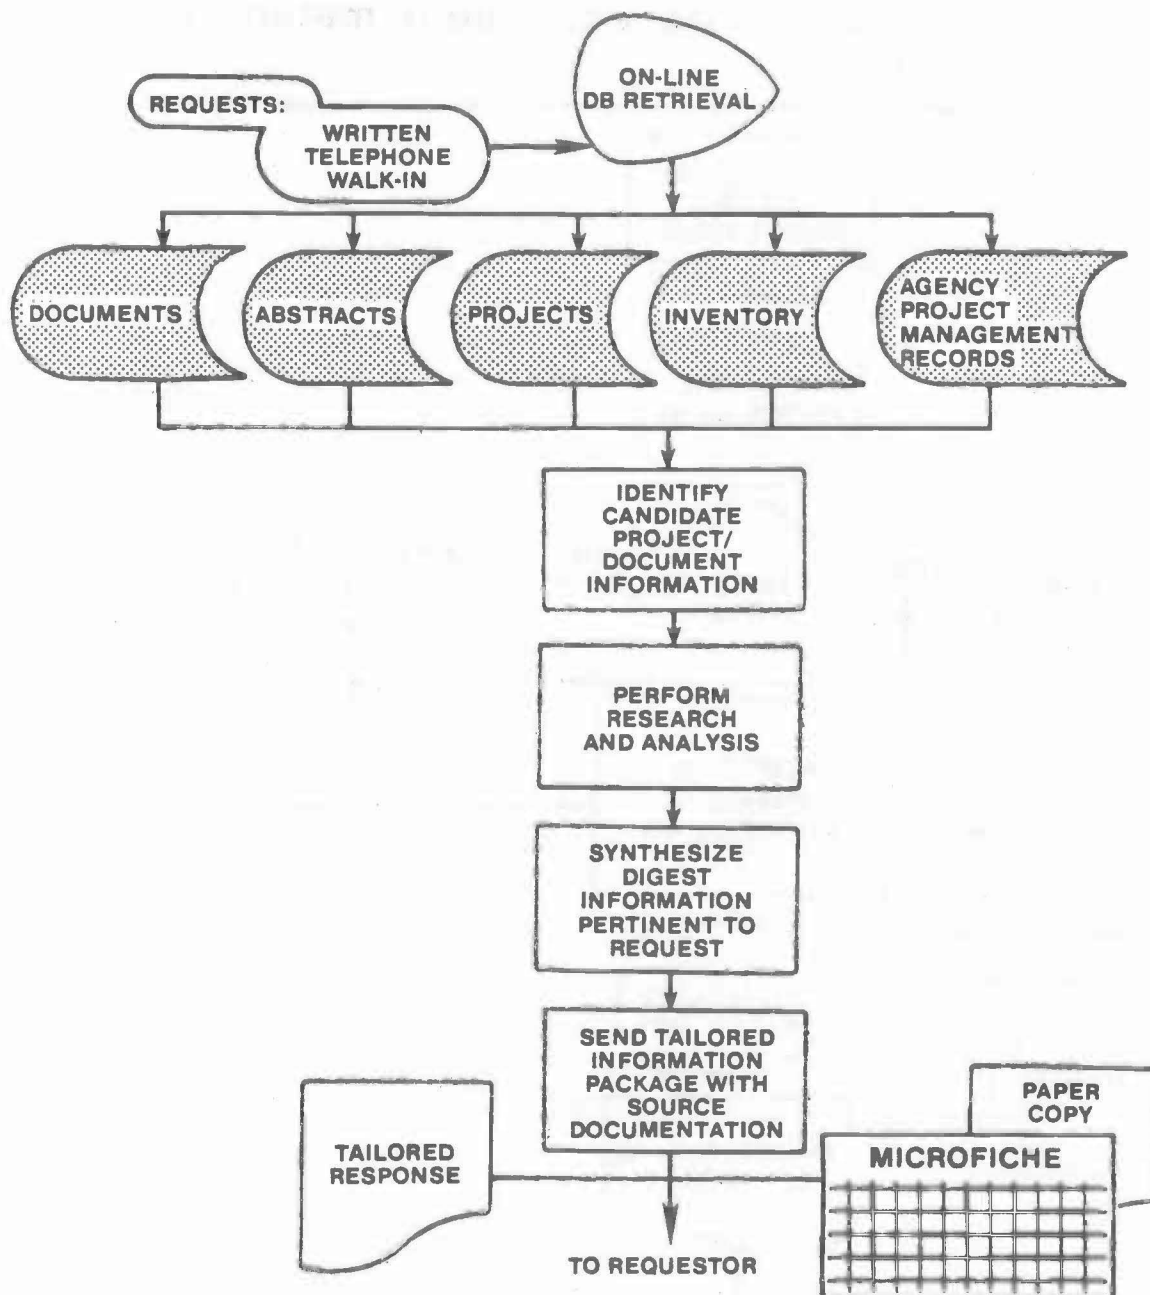 REQUESTS:
WRITTEN
TELEPHONE
WALK-IN
ON-LINE
DB RETRIEVAL
DOCUMENTS
ABSTRACTS
PROJECTS
INVENTORY
AGENCY
PROJECT
MANAGEMENT
RECORDS
IDENTIFY
CANDIDATE
PROJECT/
DOCUMENT
INFORMATION
PERFORM
RESEARCH
AND ANALYSIS
SYNTHESIZE
DIGEST
INFORMATION
PERTINENT TO
REQUEST
SEND TAILORED
INFORMATION
PACKAGE WITH
SOURCE
DOCUMENTATION
TAILORED
RESPONSE
PAPER
COPY
MICROFICHE
TO REQUESTOR